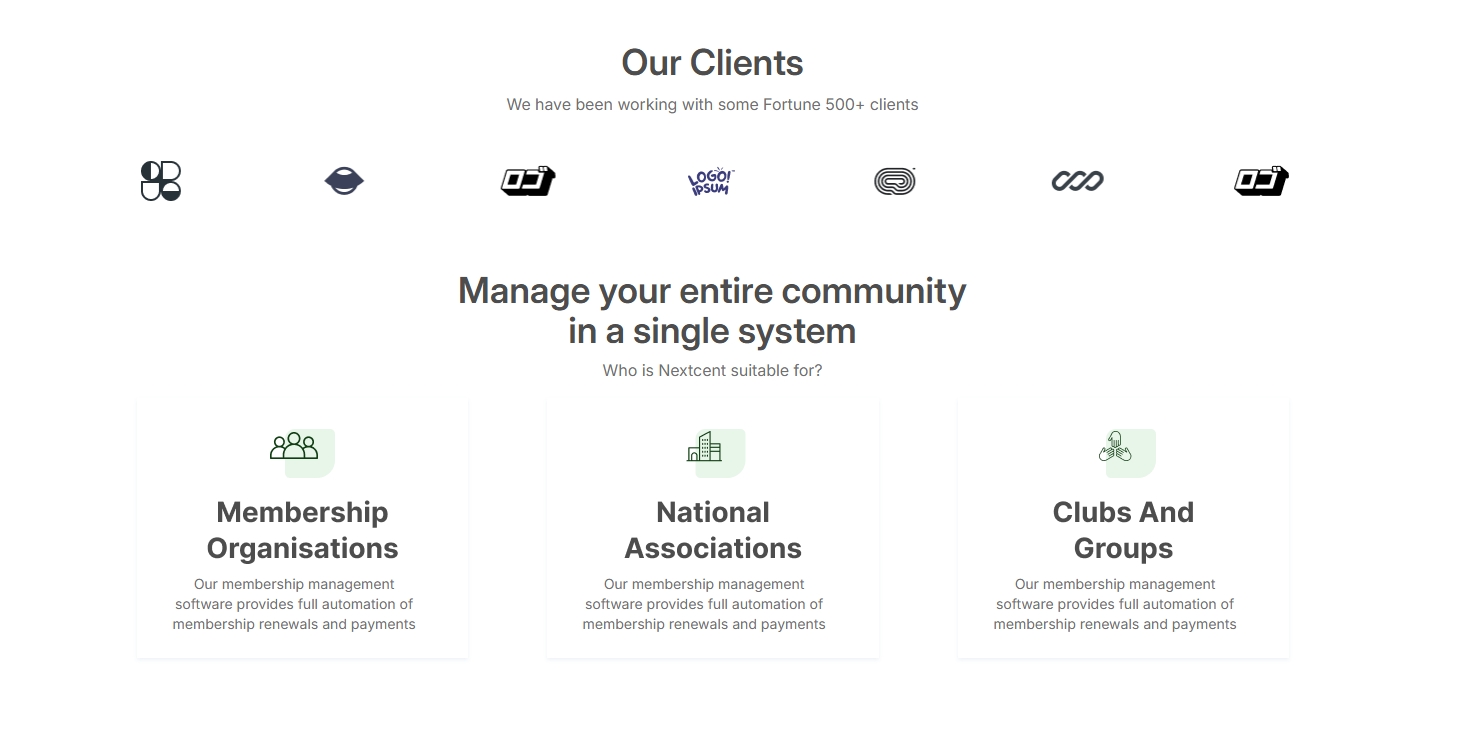 Our Clients
We have been working with some Fortune 500+ clients
LOGO!
IPSUM
Manage your entire community
in a single system
Who is Nextcent suitable for?
Membership
Organisations
Our membership management
software provides full automation of
membership renewals and payments
National
Associations
Our membership management
software provides full automation of
membership renewals and payments
Clubs And
Groups
Our membership management
software provides full automation of
membership renewals and payments